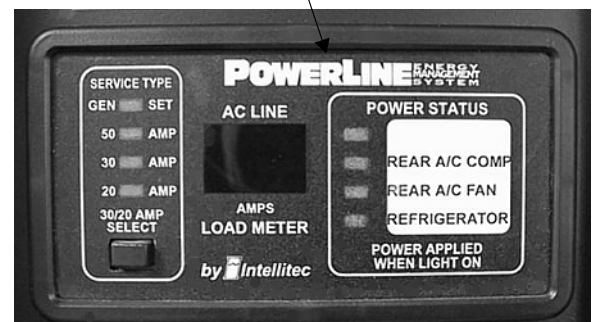 POWERLINE ENERGY MANAGEMENT SYSTEM
SERVICE TYPE
GEN SET
50 AMP
30 AMP
20 AMP
30/20 AMP
SELECT
AC LINE
AMPS
LOAD METER
by Intellitec
POWER STATUS
REAR A/C COMP
REAR A/C FAN
REFRIGERATOR
POWER APPLIED
WHEN LIGHT ON